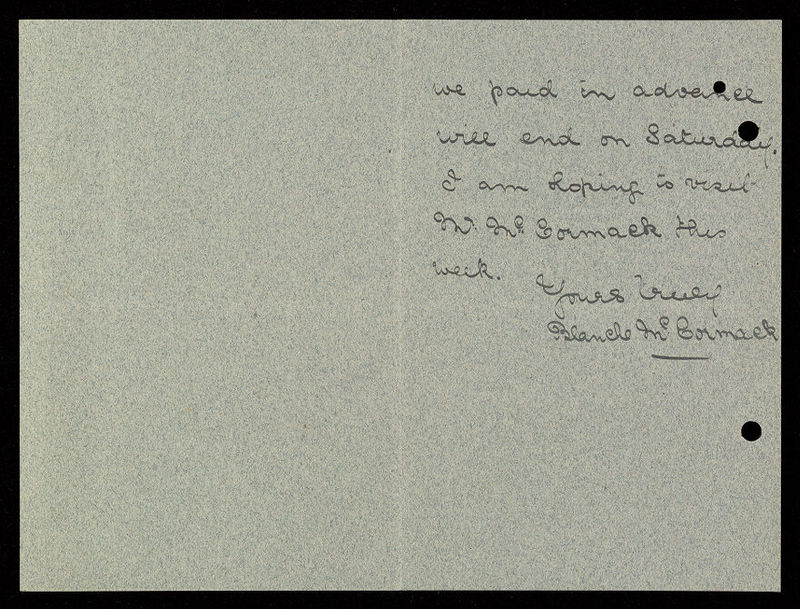 we paid in advance
will end on Saturday.
I am hoping to visit
Mr. McCormack this
week.
Yours truly
Blanche McCormack